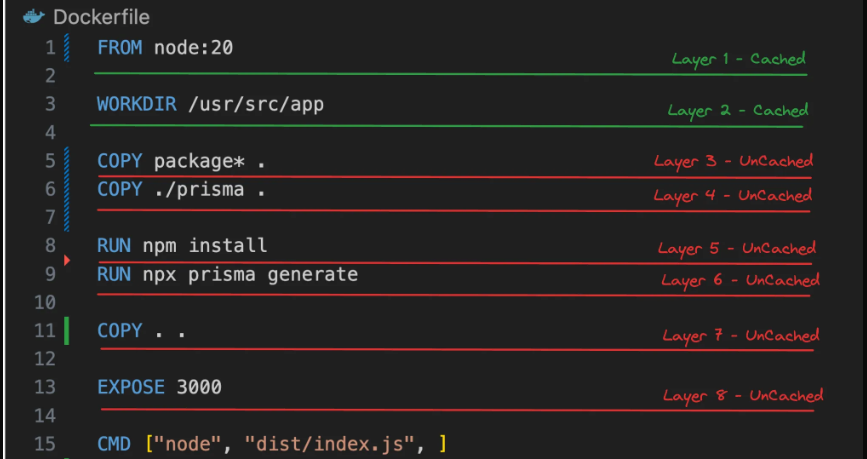 Dockerfile
1 FROM node:20 Layer 1 - Cached
2
3 WORKDIR /usr/src/app Layer 2 - Cached
4
5 COPY package* . Layer 3 - UnCached
6 COPY ./prisma . Layer 4 - UnCached
7
8 RUN npm install Layer 5 - UnCached
9 RUN npx prisma generate Layer 6 - UnCached
10
11 COPY . . Layer 7 - UnCached
12
13 EXPOSE 3000 Layer 8 - UnCached
14
15 CMD ["node", "dist/index.js", ]